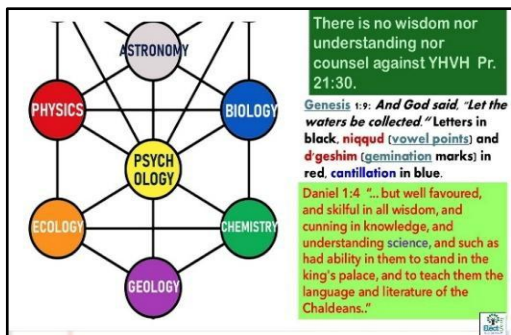 ASTRONOMY
PHYSICS
BIOLOGY
PSYCH
OLOGY
ECOLOGY
CHEMISTRY
GEOLOGY
There is no wisdom nor
understanding nor
counsel against YHVH Pr.
21:30.
Genesis 1:9: And God said, "Let the
waters be collected." Letters in
black, niqqud (vowel points) and
d'geshim (gemination marks) in
red, cantillation in blue.
Daniel 1:4 "... but well favoured,
and skilful in all wisdom, and
cunning in knowledge, and
understanding science, and such as
had ability in them to stand in the
king's palace, and to teach them the
language and literature of the
Chaldeans.."